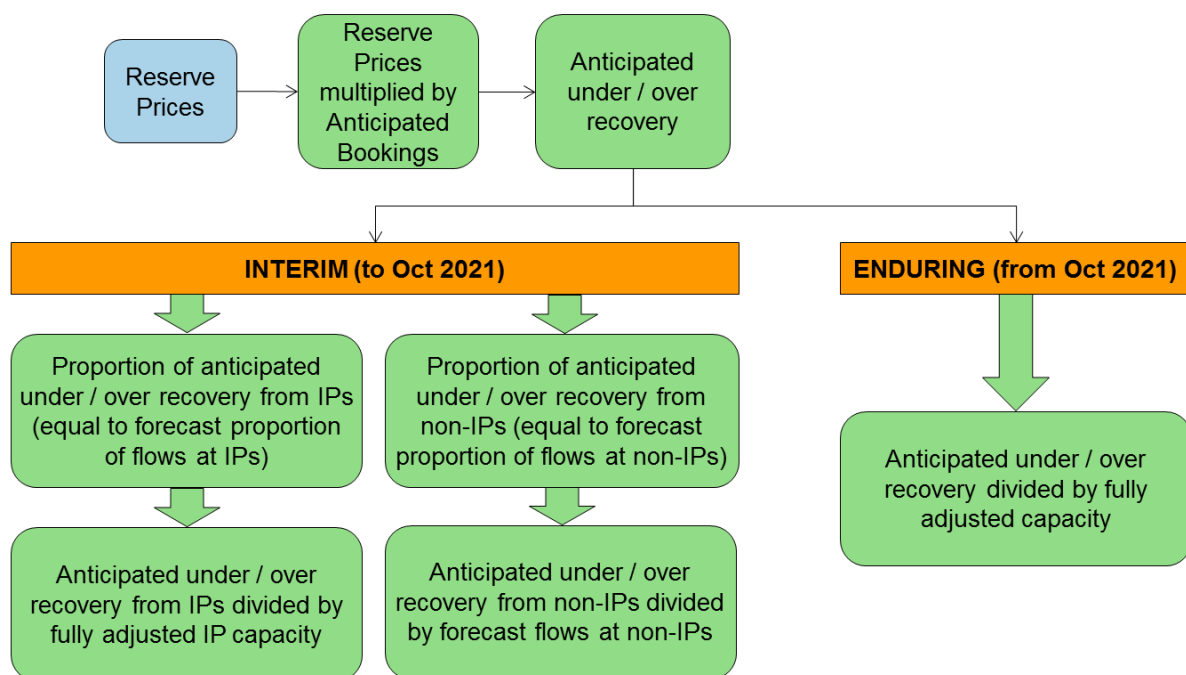 Reserve
Prices
Reserve
Prices
multiplied by
Anticipated
Bookings
Anticipated
under / over
recovery
INTERIM (to Oct 2021)
ENDURING (from Oct 2021)
Proportion of anticipated
under / over recovery from IPs
(equal to forecast proportion
of flows at IPs)
Proportion of anticipated
under / over recovery from
non-IPs (equal to forecast
proportion of flows at non-IPs)
Anticipated under / over
recovery divided by fully
adjusted capacity
Anticipated under / over
recovery from IPs divided by
fully adjusted IP capacity
Anticipated under / over
recovery from non-IPs divided
by forecast flows at non-IPs